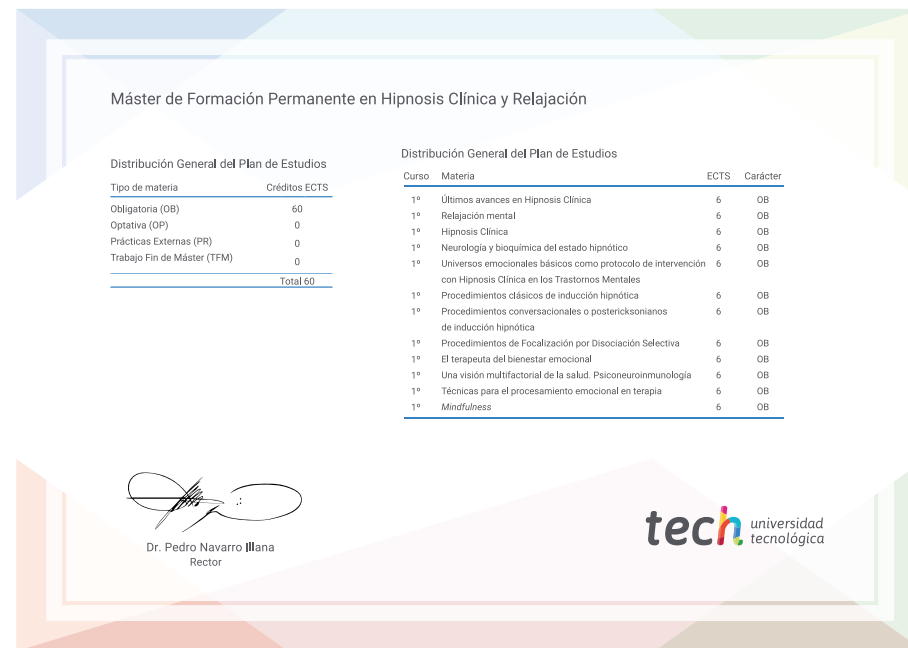 Máster de Formación Permanente en Hipnosis Clínica y Relajación
Distribución General del Plan de Estudios
Tipo de materia Créditos ECTS
Obligatoria (OB) 60
Optativa (OP) 0
Prácticas Externas (PR) 0
Trabajo Fin de Máster (TFM) 0
Total 60
Distribución General del Plan de Estudios
Curso Materia ECTS Carácter
1º Últimos avances en Hipnosis Clínica 6 OB
1º Relajación mental 6 OB
1º Hipnosis Clínica 6 OB
1º Neurología y bioquímica del estado hipnótico 6 OB
1º Universos emocionales básicos como protocolo de intervención 6 OB
con Hipnosis Clínica en los Trastornos Mentales
1º Procedimientos clásicos de inducción hipnótica 6 OB
1º Procedimientos conversacionales o postericksonianos 6 OB
de inducción hipnótica
1º Procedimientos de Focalización por Disociación Selectiva 6 OB
1º El terapeuta del bienestar emocional 6 OB
1º Una visión multifactorial de la salud. Psiconeuroinmunología 6 OB
1º Técnicas para el procesamiento emocional en terapia 6 OB
1º Mindfulness 6 OB
Dr. Pedro Navarro Illana
Rector
tech universidad
tecnológica